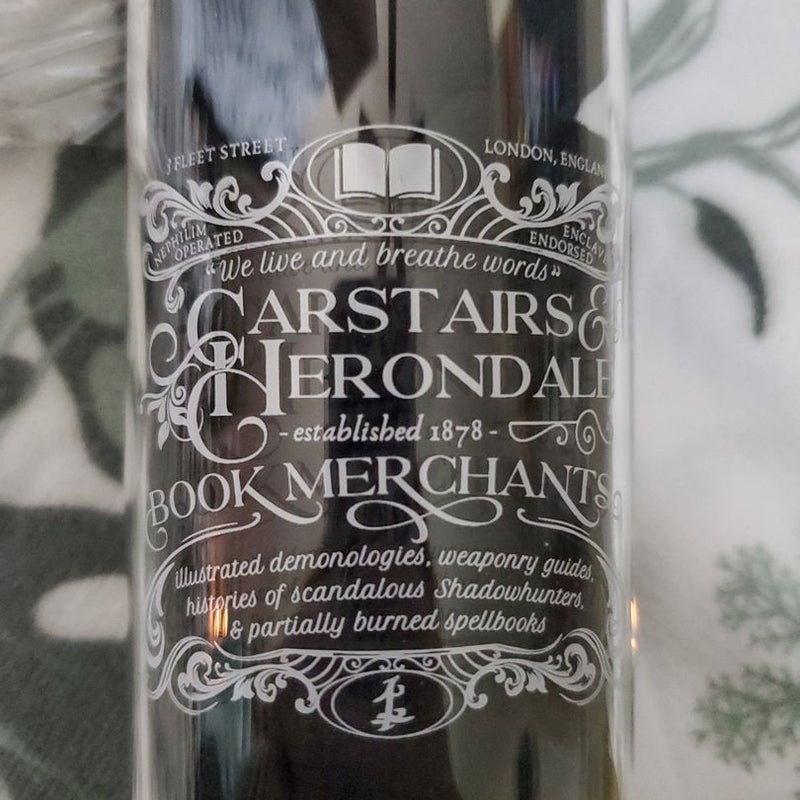 3 FLEET STREET
LONDON, ENGLAND
NEPHILIM
OPERATED
ENCLAVE
ENDORSED
“We live and breathe words”
CARSTAIRS &
HERONDALE
- established 1878 -
BOOK MERCHANTS
illustrated demonologies, weaponry guides,
histories of scandalous Shadowhunters,
& partially burned spellbooks